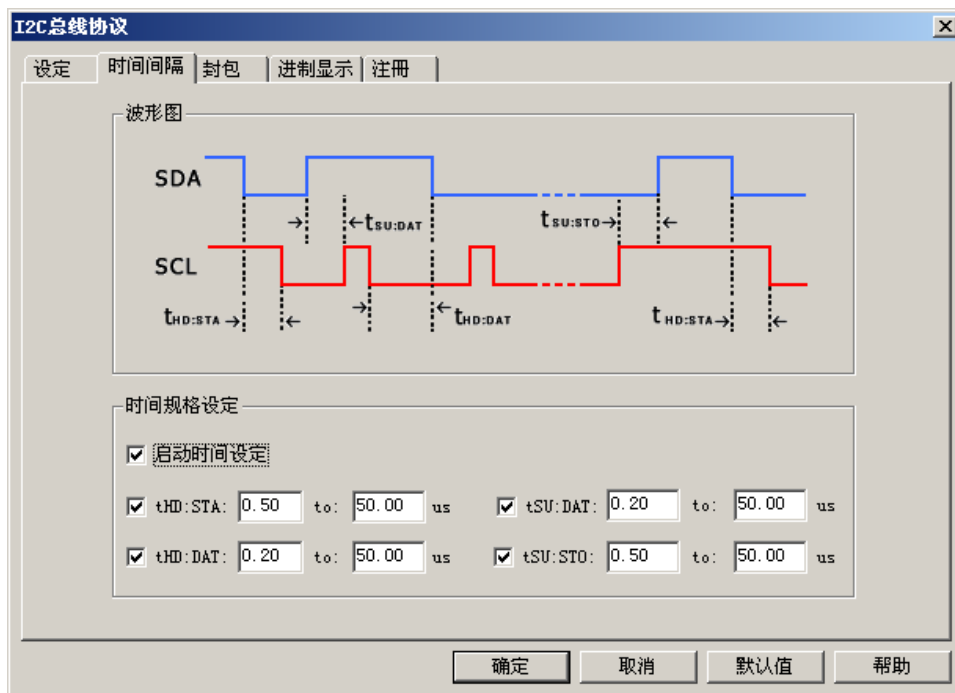 I2C总线协议
设定 时间间隔 封包 进制显示 注冊
波形图
SDA
tSU:DAT tSU:STO
SCL
tHD:STA tHD:DAT tHD:STA
时间规格设定
启动时间设定
tHD:STA: 0.50 to: 50.00 us tSU:DAT: 0.20 to: 50.00 us
tHD:DAT: 0.20 to: 50.00 us tSU:STO: 0.50 to: 50.00 us
确定 取消 默认值 帮助